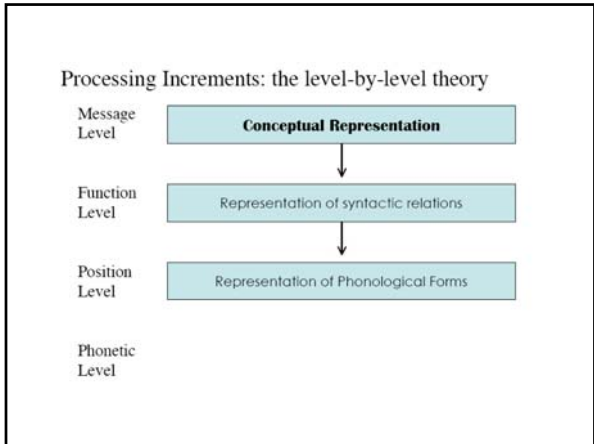 Processing Increments: the level-by-level theory
Message
Level
Conceptual Representation
Function
Level
Representation of syntactic relations
Position
Level
Representation of Phonological Forms
Phonetic
Level